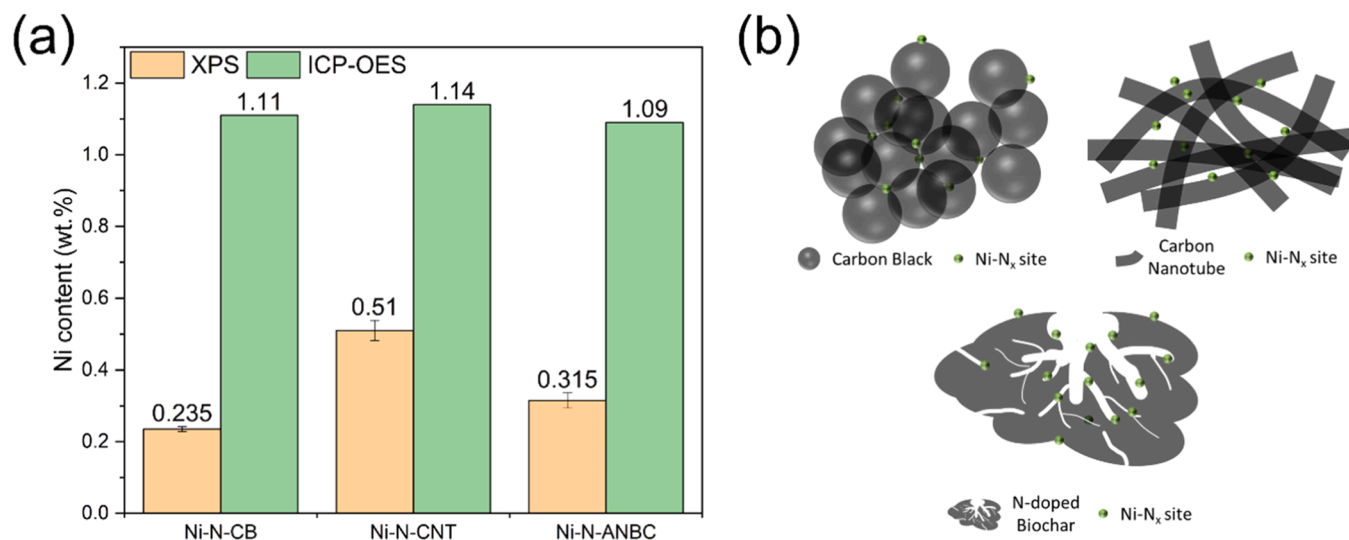 (a)
XPS
ICP-OES
Ni content (wt.%)
1.2
1.0
0.8
0.6
0.4
0.2
0.0
0.235
1.11
0.51
1.14
0.315
1.09
Ni-N-CB
Ni-N-CNT
Ni-N-ANBC
(b)
Carbon Black
Ni-Nx site
Carbon
Nanotube
Ni-Nx site
N-doped
Biochar
Ni-Nx site